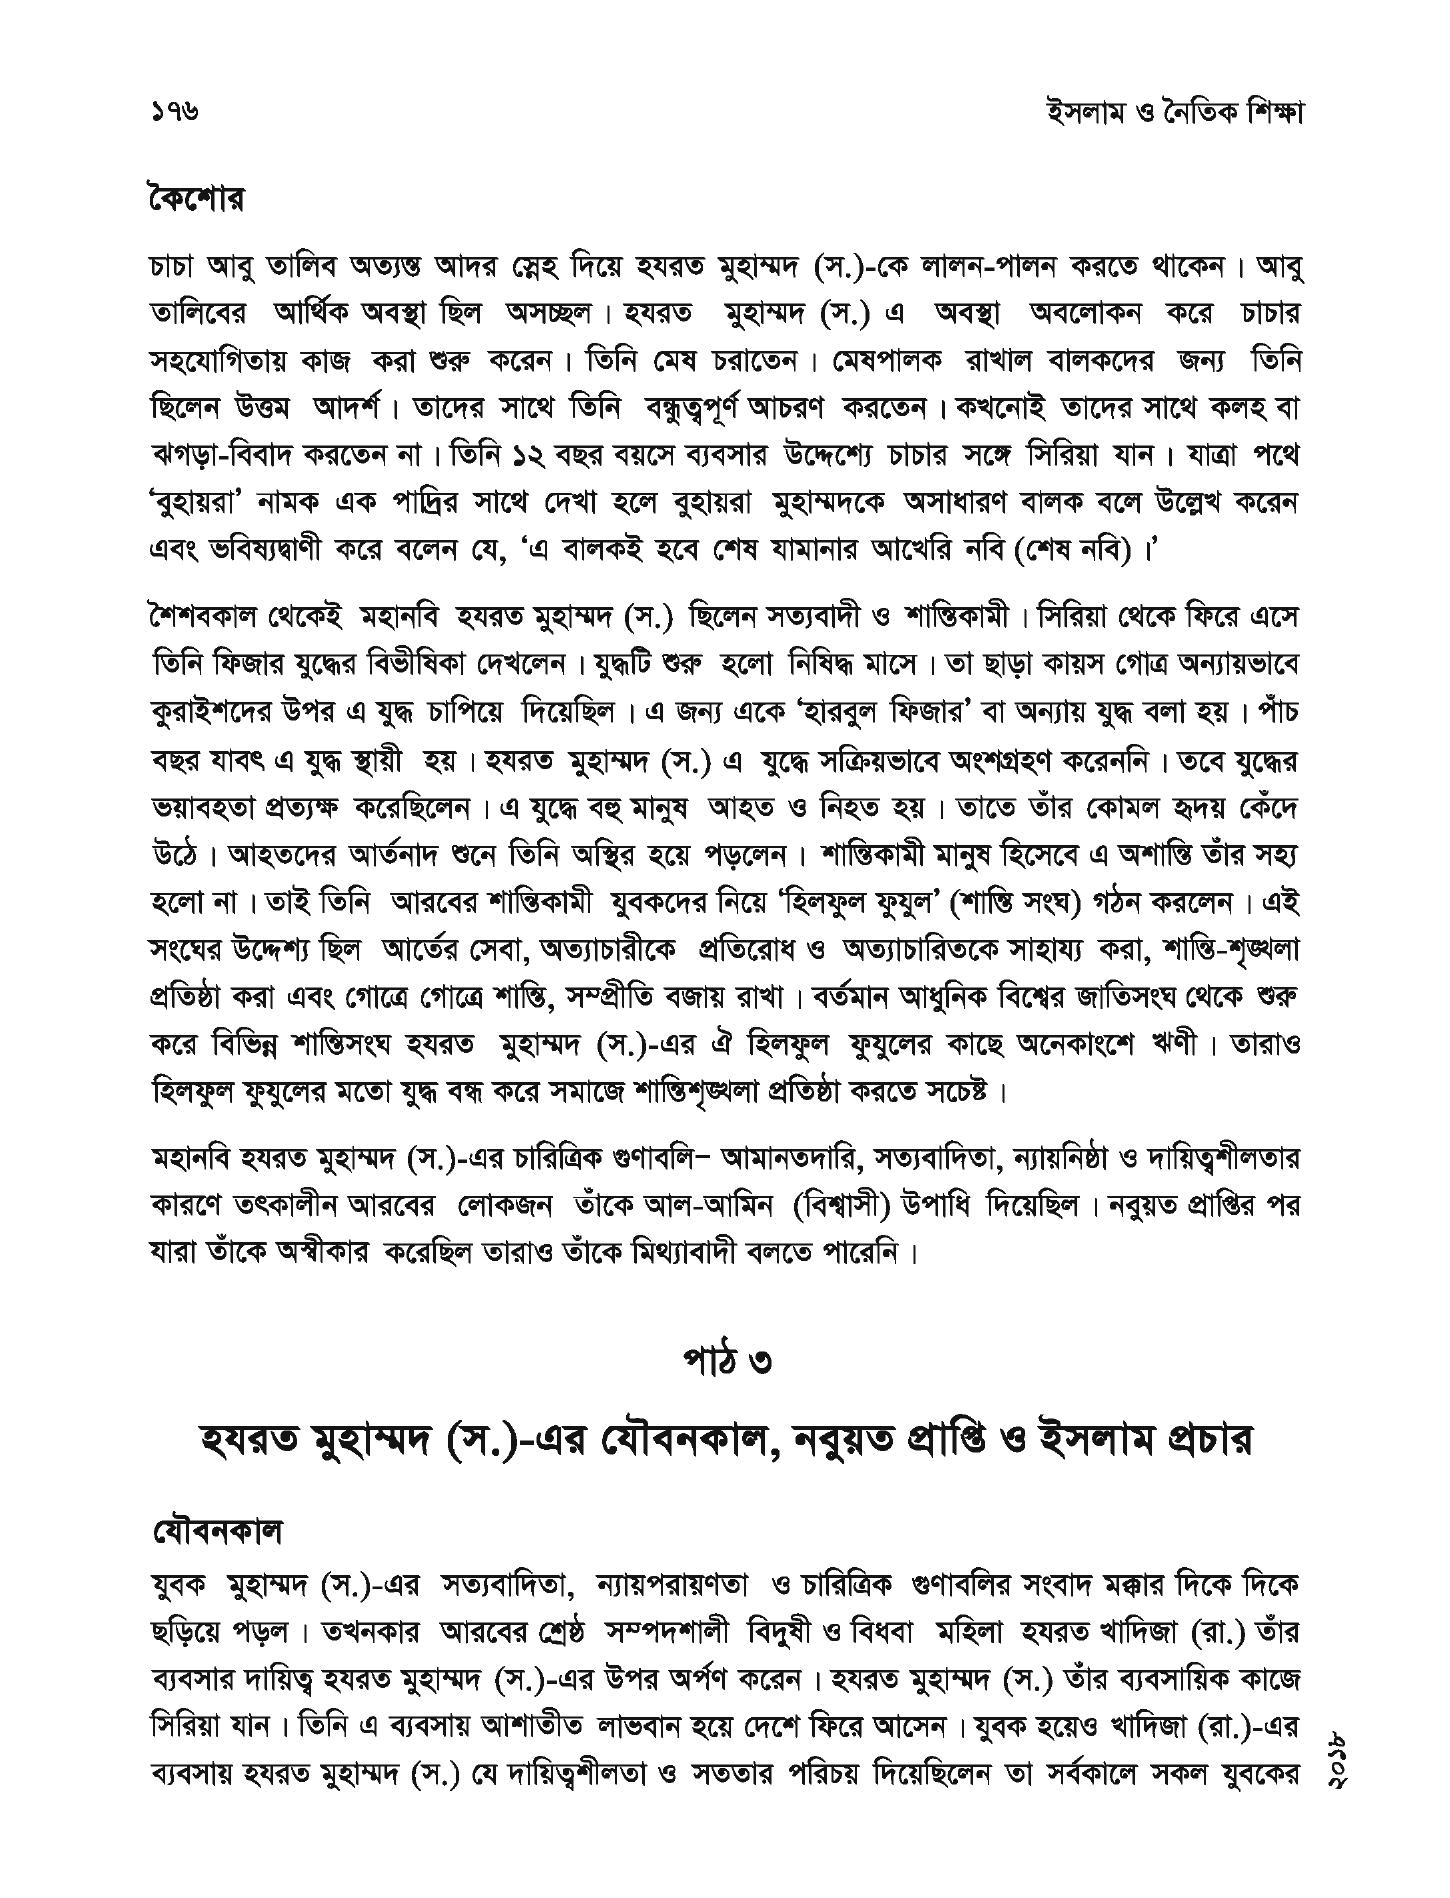 ১৭৬
ইসলাম ও নৈতিক শিক্ষা
কৈশোর
চাচা আবু তালিব অত্যন্ত আদর স্নেহ দিয়ে হযরত মুহাম্মদ (স.)-কে লালন-পালন করতে থাকেন। আবু
তালিবের আর্থিক অবস্থা ছিল অসচ্ছল। হযরত মুহাম্মদ (স.) এ অবস্থা অবলোকন করে চাচার
সহযোগিতায় কাজ করা শুরু করেন। তিনি মেষ চরাতেন। মেষপালক রাখাল বালকদের জন্য তিনি
ছিলেন উত্তম আদর্শ। তাদের সাথে তিনি বন্ধুত্বপূর্ণ আচরণ করতেন। কখনোই তাদের সাথে কলহ বা
ঝগড়া-বিবাদ করতেন না। তিনি ১২ বছর বয়সে ব্যবসার উদ্দেশ্যে চাচার সঙ্গে সিরিয়া যান। যাত্রা পথে
‘বুহায়রা’ নামক এক পাদ্রির সাথে দেখা হলে বুহায়রা মুহাম্মদকে অসাধারণ বালক বলে উল্লেখ করেন
এবং ভবিষ্যদ্বাণী করে বলেন যে, ‘এ বালকই হবে শেষ যামানার আখেরি নবি (শেষ নবি)।’
শৈশবকাল থেকেই মহানবি হযরত মুহাম্মদ (স.) ছিলেন সত্যবাদী ও শান্তিকামী। সিরিয়া থেকে ফিরে এসে
তিনি ফিজার যুদ্ধের বিভীষিকা দেখলেন। যুদ্ধটি শুরু হলো নিষিদ্ধ মাসে। তা ছাড়া কায়স গোত্র অন্যায়ভাবে
কুরাইশদের উপর এ যুদ্ধ চাপিয়ে দিয়েছিল। এ জন্য একে ‘হারবুল ফিজার’ বা অন্যায় যুদ্ধ বলা হয়। পাঁচ
বছর যাবৎ এ যুদ্ধ স্থায়ী হয়। হযরত মুহাম্মদ (স.) এ যুদ্ধে সক্রিয়ভাবে অংশগ্রহণ করেননি। তবে যুদ্ধের
ভয়াবহতা প্রত্যক্ষ করেছিলেন। এ যুদ্ধে বহু মানুষ আহত ও নিহত হয়। তাতে তাঁর কোমল হৃদয় কেঁদে
উঠে। আহতদের আর্তনাদ শুনে তিনি অস্থির হয়ে পড়লেন। শান্তিকামী মানুষ হিসেবে এ অশান্তি তাঁর সহ্য
হলো না। তাই তিনি আরবের শান্তিকামী যুবকদের নিয়ে ‘হিলফুল ফুযুল’ (শান্তি সংঘ) গঠন করলেন। এই
সংঘের উদ্দেশ্য ছিল আর্তের সেবা, অত্যাচারীকে প্রতিরোধ ও অত্যাচারিতকে সাহায্য করা, শান্তি-শৃঙ্খলা
প্রতিষ্ঠা করা এবং গোত্রে গোত্রে শান্তি, সম্প্রীতি বজায় রাখা। বর্তমান আধুনিক বিশ্বের জাতিসংঘ থেকে শুরু
করে বিভিন্ন শান্তিসংঘ হযরত মুহাম্মদ (স.)-এর ঐ হিলফুল ফুযুলের কাছে অনেকাংশে ঋণী। তারাও
হিলফুল ফুযুলের মতো যুদ্ধ বন্ধ করে সমাজে শান্তিশৃঙ্খলা প্রতিষ্ঠা করতে সচেষ্ট।
মহানবি হযরত মুহাম্মদ (স.)-এর চারিত্রিক গুণাবলি– আমানতদারি, সত্যবাদিতা, ন্যায়নিষ্ঠা ও দায়িত্বশীলতার
কারণে তৎকালীন আরবের লোকজন তাঁকে আল-আমিন (বিশ্বাসী) উপাধি দিয়েছিল। নবুয়ত প্রাপ্তির পর
যারা তাঁকে অস্বীকার করেছিল তারাও তাঁকে মিথ্যাবাদী বলতে পারেনি।
পাঠ ৩
হযরত মুহাম্মদ (স.)-এর যৌবনকাল, নবুয়ত প্রাপ্তি ও ইসলাম প্রচার
যৌবনকাল
যুবক মুহাম্মদ (স.)-এর সত্যবাদিতা, ন্যায়পরায়ণতা ও চারিত্রিক গুণাবলির সংবাদ মক্কার দিকে দিকে
ছড়িয়ে পড়ল। তখনকার আরবের শ্রেষ্ঠ সম্পদশালী বিদুষী ও বিধবা মহিলা হযরত খাদিজা (রা.) তাঁর
ব্যবসার দায়িত্ব হযরত মুহাম্মদ (স.)-এর উপর অর্পণ করেন। হযরত মুহাম্মদ (স.) তাঁর ব্যবসায়িক কাজে
সিরিয়া যান। তিনি এ ব্যবসায় আশাতীত লাভবান হয়ে দেশে ফিরে আসেন। যুবক হয়েও খাদিজা (রা.)-এর
ব্যবসায় হযরত মুহাম্মদ (স.) যে দায়িত্বশীলতা ও সততার পরিচয় দিয়েছিলেন তা সর্বকালে সকল যুবকের
২০১৮